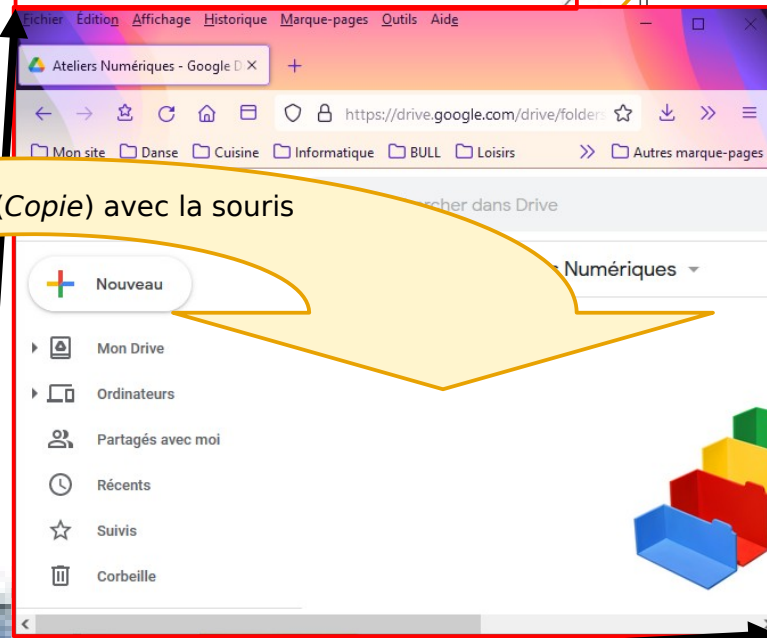 Fichier Édition Affichage Historique Marque-pages Outils Aide
Ateliers Numériques - Google D
https://drive.google.com/drive/folders
Mon site Danse Cuisine Informatique BULL Loisirs Autres marque-pages
(Copie) avec la souris
dans Drive
Numériques
Nouveau
Mon Drive
Ordinateurs
Partagés avec moi
Récents
Suivis
Corbeille